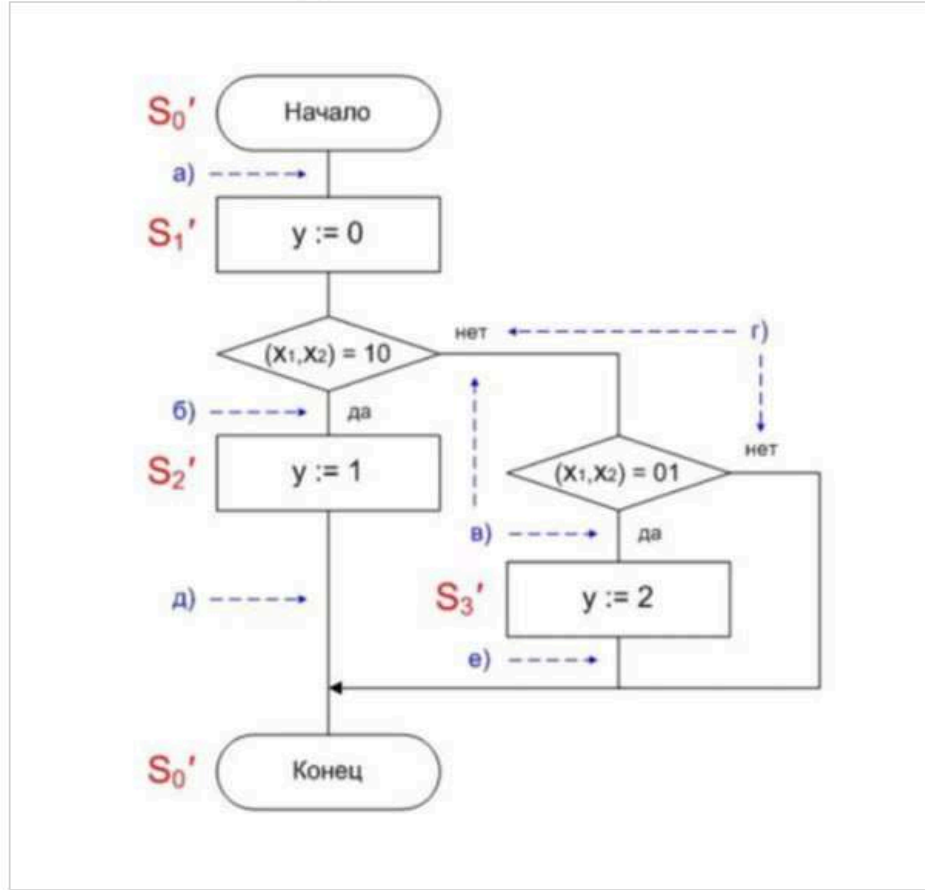 S₀' Начало
а)
S₁' y := 0
нет г)
(x₁,x₂) = 10
б) да
S₂' y := 1
нет
(x₁,x₂) = 01
в) да
д) S₃' y := 2
е)
S₀' Конец